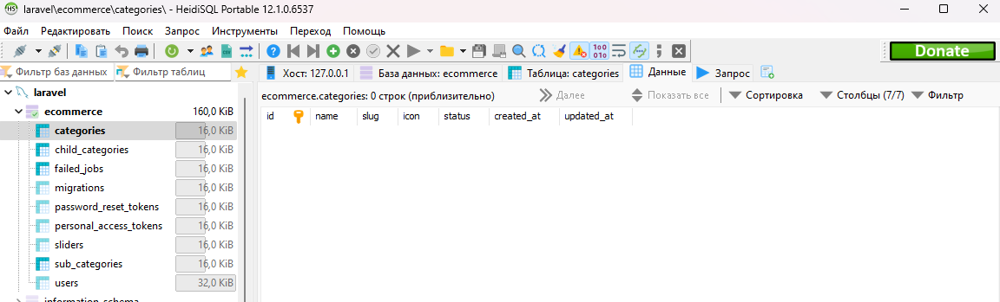 laravel\ecommerce\categories\ - HeidiSQL Portable 12.1.0.6537
Файл Редактировать Поиск Запрос Инструменты Переход Помощь
Donate
Фильтр баз данных Фильтр таблиц Хост: 127.0.0.1 База данных: ecommerce Таблица: categories Данные Запрос
laravel
ecommerce.categories: 0 строк (приблизительно) Далее Показать все Сортировка Столбцы (7/7) Фильтр
ecommerce 160,0 KiB
id name slug icon status created_at updated_at
categories 16,0 KiB
child_categories 16,0 KiB
failed_jobs 16,0 KiB
migrations 16,0 KiB
password_reset_tokens 16,0 KiB
personal_access_tokens 16,0 KiB
sliders 16,0 KiB
sub_categories 16,0 KiB
users 32,0 KiB
information_schema